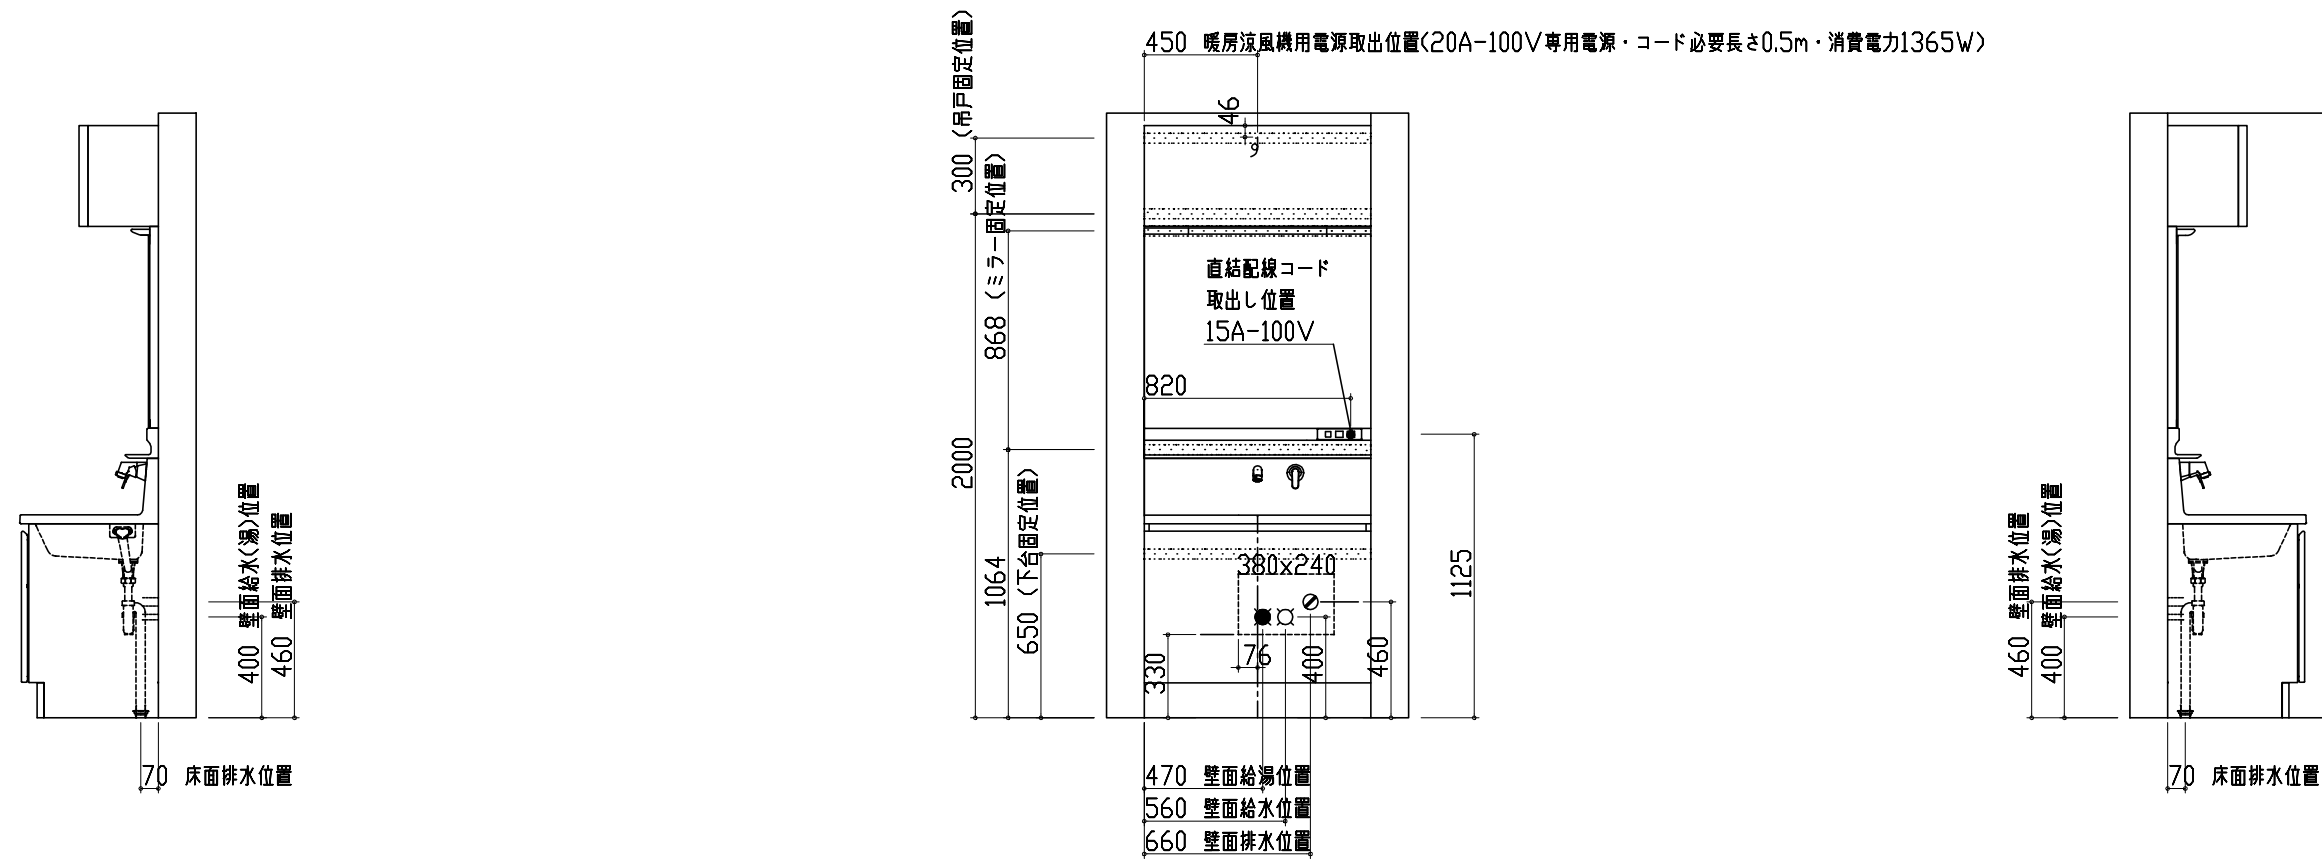 450 暖房涼風機用電源取出位置(20A-100V専用電源・コード必要長さ0.5m・消費電力1365W)
46
300 (吊戸固定位置)
868 (ミラー固定位置)
2000
1064
650 (下台固定位置)
直結配線コード
取出し位置
15A-100V
820
380x240
76
330
400
460
1125
470 壁面給湯位置
560 壁面給水位置
660 壁面排水位置
400 壁面給水(湯)位置
460 壁面排水位置
70 床面排水位置
460 壁面排水位置
400 壁面給水(湯)位置
70 床面排水位置